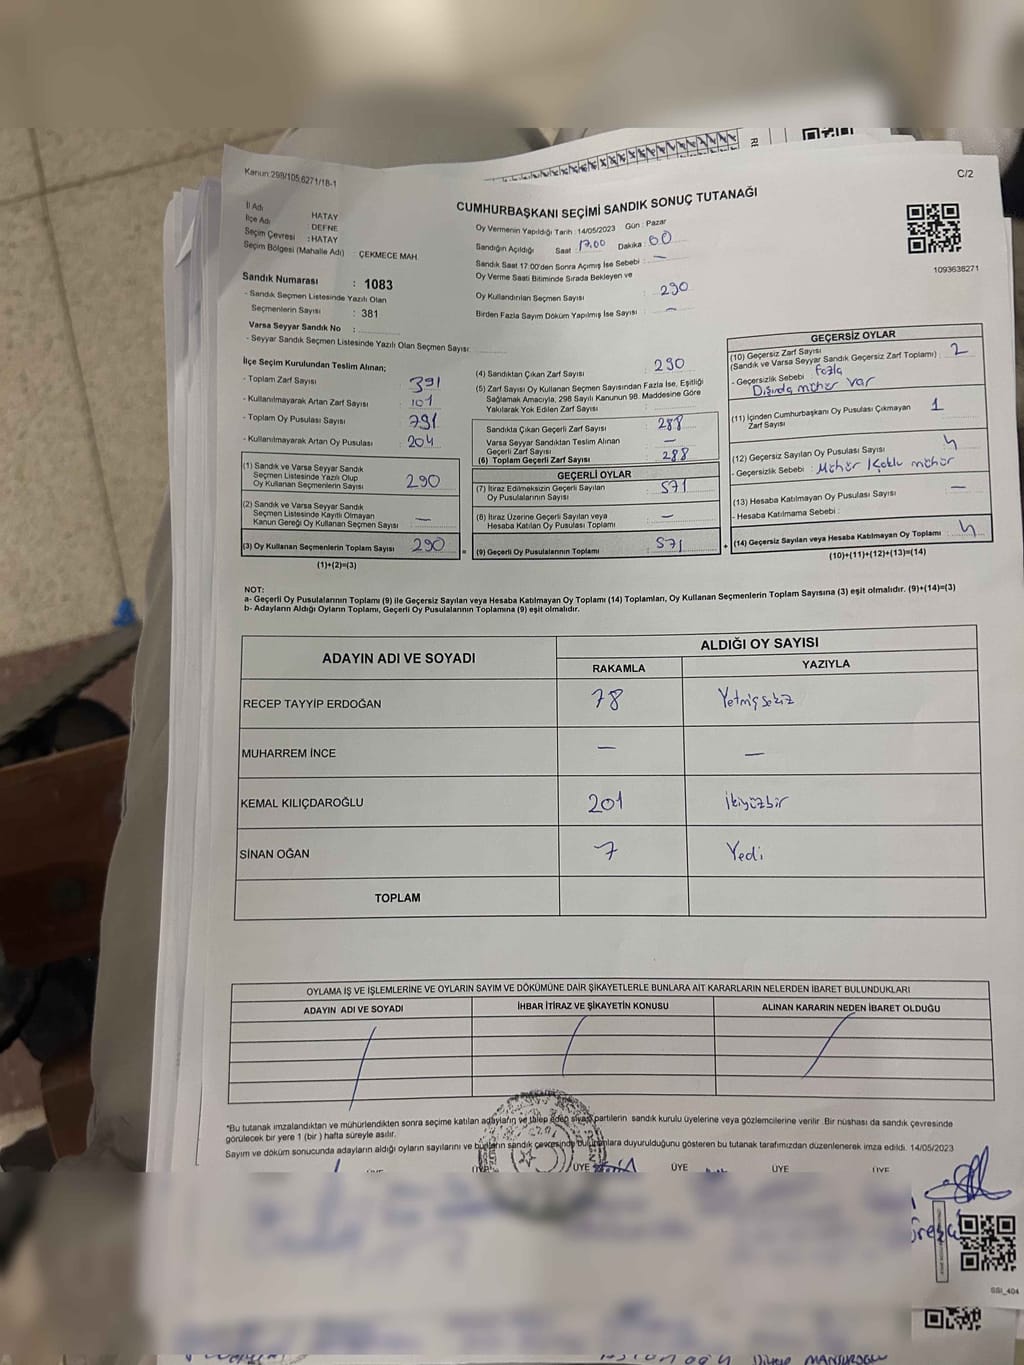 Kanun:298/105,6271/18-1
C/2
CUMHURBAŞKANI SEÇİMİ SANDIK SONUÇ TUTANAĞI
İl Adı HATAY
İlçe Adı DEFNE
Seçim Çevresi : HATAY
Seçim Bölgesi (Mahalle Adı) : ÇEKMECE MAH.
Oy Vermenin Yapıldığı Tarih : 14/05/2023 Gün : Pazar
Sandığın Açıldığı Saat : 17.00 Dakika : 00
Sandık Saat 17:00'den Sonra Açılmış İse Sebebi : —
Oy Verme Saati Bitiminde Sırada Bekleyen ve
Oy Kullandırılan Seçmen Sayısı : 290
Birden Fazla Sayım Döküm Yapılmış İse Sayısı : —
1093638271
Sandık Numarası : 1083
- Sandık Seçmen Listesinde Yazılı Olan
Seçmenlerin Sayısı : 381
Varsa Seyyar Sandık No :
- Seyyar Sandık Seçmen Listesinde Yazılı Olan Seçmen Sayısı:
İlçe Seçim Kurulundan Teslim Alınan;
- Toplam Zarf Sayısı : 391
- Kullanılmayarak Artan Zarf Sayısı : 101
- Toplam Oy Pusulası Sayısı : 791
- Kullanılmayarak Artan Oy Pusulası : 204
(1) Sandık ve Varsa Seyyar Sandık
Seçmen Listesinde Yazılı Olup
Oy Kullanan Seçmenlerin Sayısı : 290
(2) Sandık ve Varsa Seyyar Sandık
Seçmen Listesinde Kayıtlı Olmayan
Kanun Gereği Oy Kullanan Seçmen Sayısı : —
(3) Oy Kullanan Seçmenlerin Toplam Sayısı : 290
(1)+(2)=(3)
(4) Sandıktan Çıkan Zarf Sayısı : 290
(5) Zarf Sayısı Oy Kullanan Seçmen Sayısından Fazla İse, Eşitliği
Sağlamak Amacıyla, 298 Sayılı Kanunun 98. Maddesine Göre
Yakılarak Yok Edilen Zarf Sayısı :
Sandıkta Çıkan Geçerli Zarf Sayısı : 288
Varsa Seyyar Sandıktan Teslim Alınan
Geçerli Zarf Sayısı : —
(6) Toplam Geçerli Zarf Sayısı : 288
GEÇERLİ OYLAR
(7) İtiraz Edilmeksizin Geçerli Sayılan
Oy Pusulalarının Sayısı : 571
(8) İtiraz Üzerine Geçerli Sayılan veya
Hesaba Katılan Oy Pusulası Toplamı : —
(9) Geçerli Oy Pusulalarının Toplamı : 571
GEÇERSİZ OYLAR
(10) Geçersiz Zarf Sayısı
(Sandık ve Varsa Seyyar Sandık Geçersiz Zarf Toplamı) : 2
- Geçersizlik Sebebi : Fazla
Dışında mühür var
(11) İçinden Cumhurbaşkanı Oy Pusulası Çıkmayan
Zarf Sayısı : 1
(12) Geçersiz Sayılan Oy Pusulası Sayısı : 4
- Geçersizlik Sebebi : Mühür
(13) Hesaba Katılmayan Oy Pusulası Sayısı : —
- Hesaba Katılmama Sebebi :
(14) Geçersiz Sayılan veya Hesaba Katılmayan Oy Toplamı : 4
(10)+(11)+(12)+(13)=(14)
NOT:
a- Geçerli Oy Pusulalarının Toplamı (9) ile Geçersiz Sayılan veya Hesaba Katılmayan Oy Toplamı (14) Toplamları, Oy Kullanan Seçmenlerin Toplam Sayısına (3) eşit olmalıdır. (9)+(14)=(3)
b- Adayların Aldığı Oyların Toplamı, Geçerli Oy Pusulalarının Toplamına (9) eşit olmalıdır.
ADAYIN ADI VE SOYADI
ALDIĞI OY SAYISI
RAKAMLA YAZIYLA
RECEP TAYYİP ERDOĞAN 78 Yetmişsekiz
MUHARREM İNCE — —
KEMAL KILIÇDAROĞLU 201 İkiyüzbir
SİNAN OĞAN 7 Yedi
TOPLAM
OYLAMA İŞ VE İŞLEMLERİNE VE OYLARIN SAYIM VE DÖKÜMÜNE DAİR ŞİKAYETLERLE BUNLARA AİT KARARLARIN NELERDEN İBARET BULUNDUKLARI
ADAYIN ADI VE SOYADI İHBAR İTİRAZ VE ŞİKAYETİN KONUSU ALINAN KARARIN NEDEN İBARET OLDUĞU
*Bu tutanak imzalandıktan ve mühürlendikten sonra seçime katılan adayların ve talep eden siyasi partilerin sandık kurulu üyelerine veya gözlemcilerine verilir. Bir nüshası da sandık çevresinde
görülecek bir yere 1 (bir) hafta süreyle asılır.
Sayım ve döküm sonucunda adayların aldığı oyların sayılarını ve bunların sandık çevresinde bulunanlara duyurulduğunu gösteren bu tutanak tarafımızdan düzenlenerek imza edildi. 14/05/2023
ÜYE ÜYE ÜYE ÜYE ÜYE
SSI_404